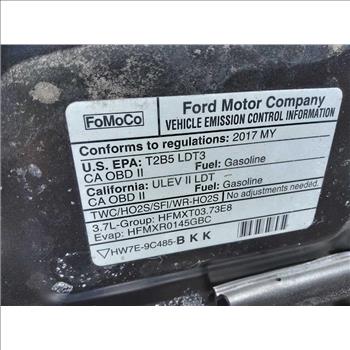 FoMoCo
Ford Motor Company
VEHICLE EMISSION CONTROL INFORMATION
Conforms to regulations: 2017 MY
U.S. EPA: T2B5 LDT3
CA OBD II Fuel: Gasoline
California: ULEV II LDT
CA OBD II Fuel: Gasoline
TWC/HO2S/SFI/WR-HO2S No adjustments needed.
3.7L-Group: HFMXT03.73E8
Evap: HFMXR0145GBC
HW7E-9C485-BKK